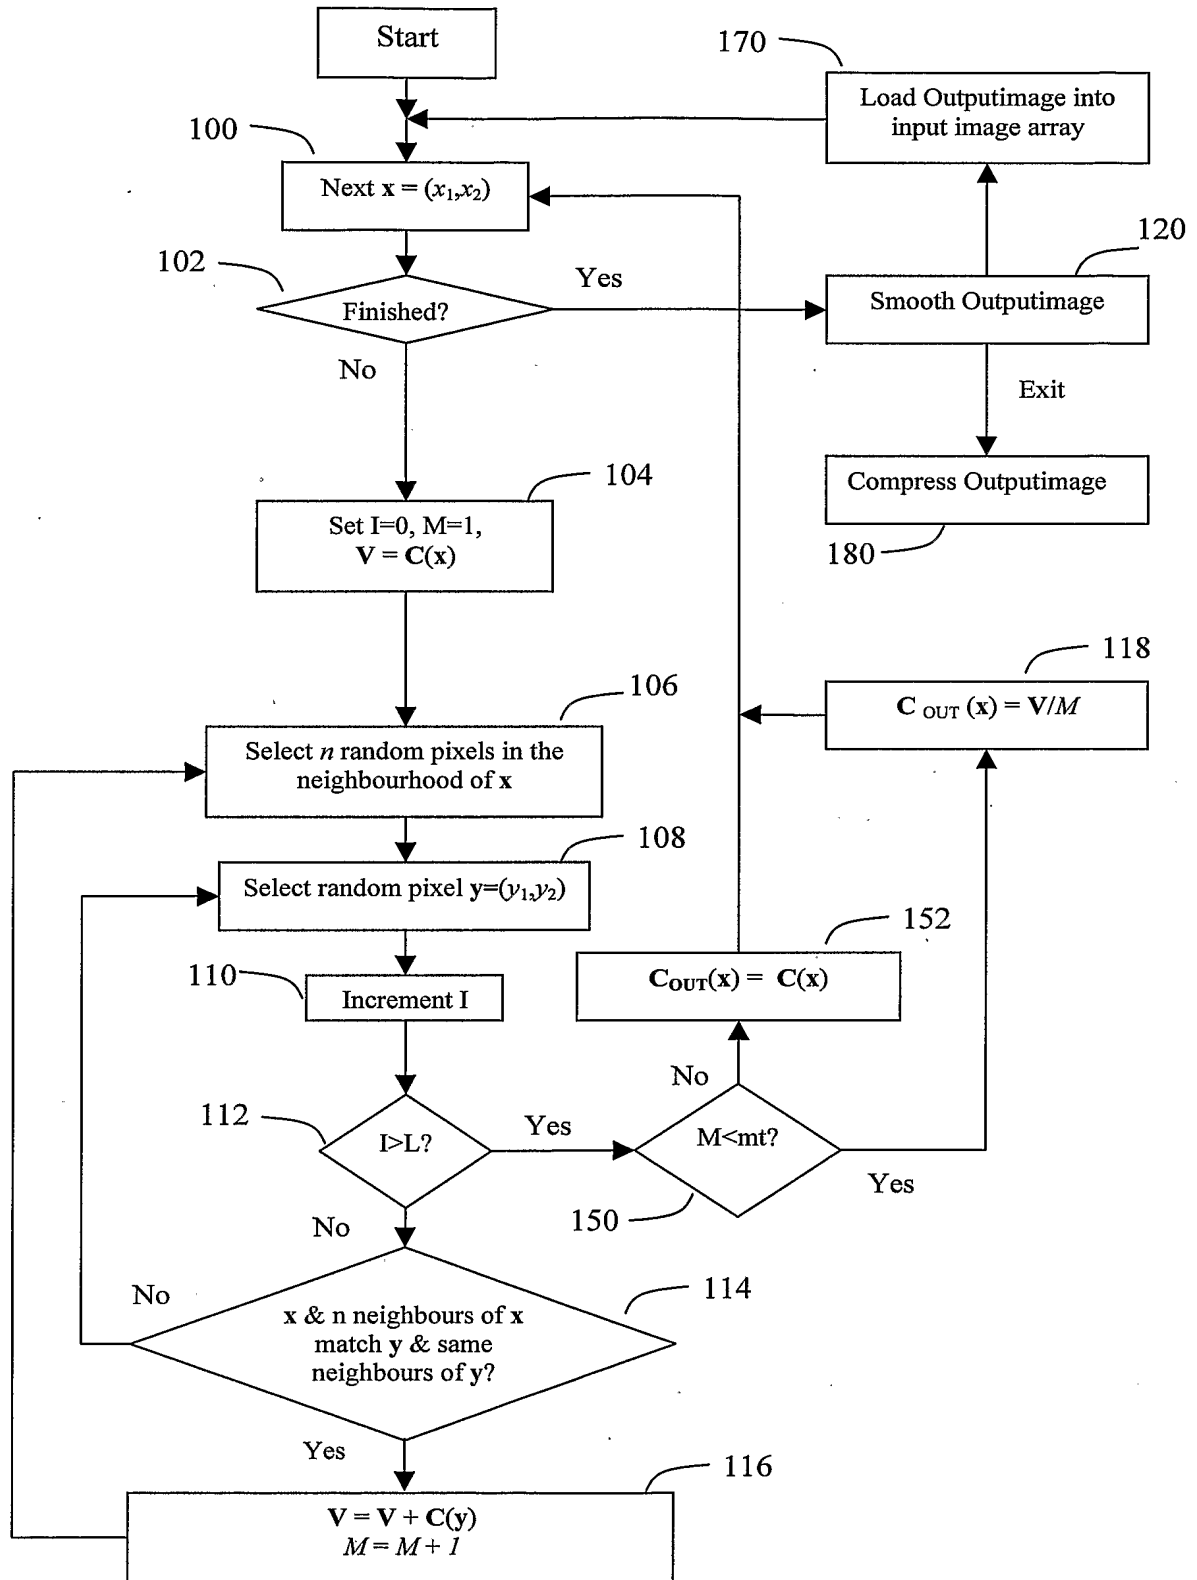 Start
170
Load Outputimage into
input image array
100
Next x = (x1,x2)
120
102
Finished?
Yes
Smooth Outputimage
No
Exit
104
Set I=0, M=1,
V = C(x)
Compress Outputimage
180
118
C OUT (x) = V/M
106
Select n random pixels in the
neighbourhood of x
108
Select random pixel y=(y1,y2)
152
COUT(x) = C(x)
110
Increment I
No
112
I>L?
Yes
M<mt?
Yes
150
No
114
No
x & n neighbours of x
match y & same
neighbours of y?
Yes
116
V = V + C(y)
M = M + 1